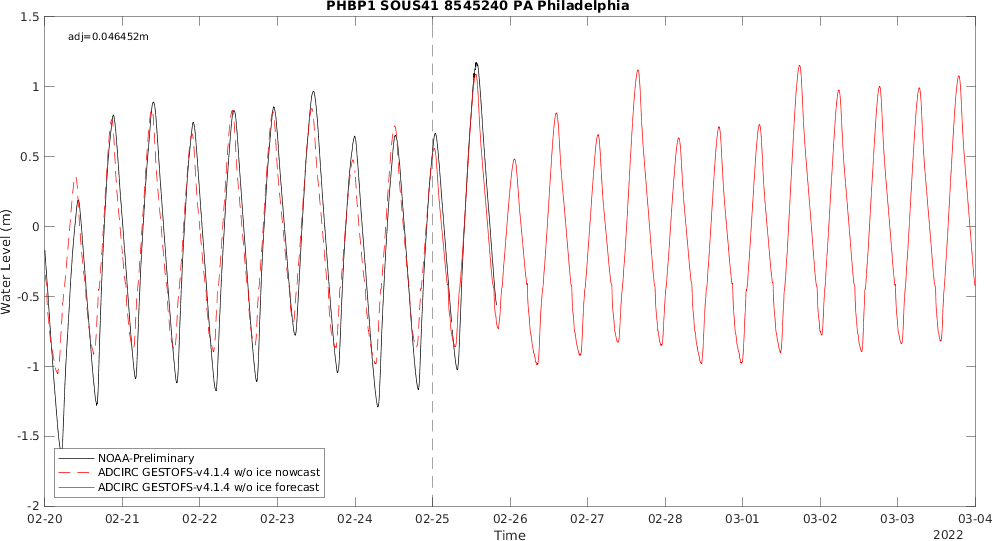 PHBP1 SOUS41 8545240 PA Philadelphia
adj=0.046452m
1.5
1
0.5
0
-0.5
-1
-1.5
-2
Water Level (m)
NOAA-Preliminary
ADCIRC GESTOFS-v4.1.4 w/o ice nowcast
ADCIRC GESTOFS-v4.1.4 w/o ice forecast
02-20 02-21 02-22 02-23 02-24 02-25 02-26 02-27 02-28 03-01 03-02 03-03 03-04
Time
2022